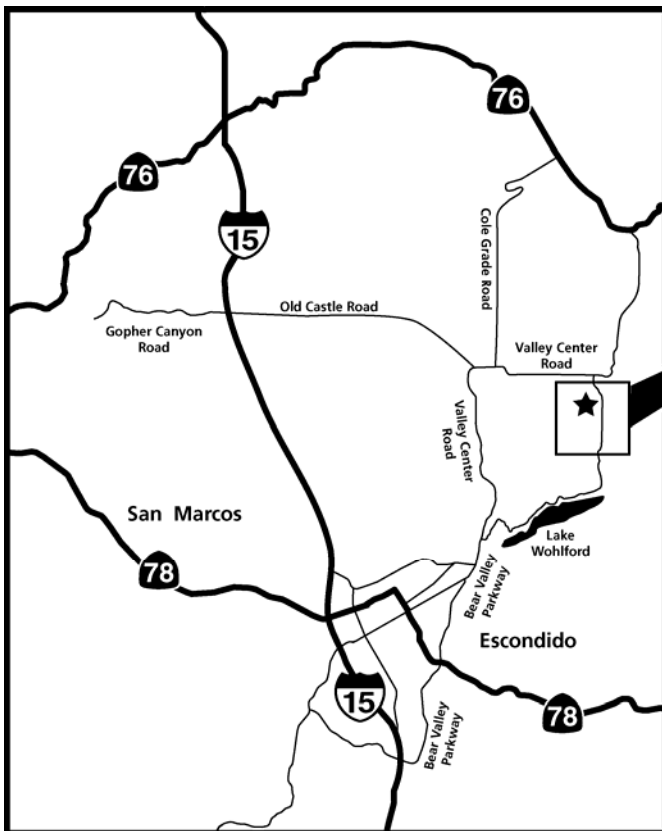 76
76
15
Cole Grade Road
Old Castle Road
Gopher Canyon
Road
Valley Center
Road
Valley Center
Road
San Marcos
Lake
Wohlford
78
Bear Valley
Parkway
Escondido
15
78
Bear Valley
Parkway